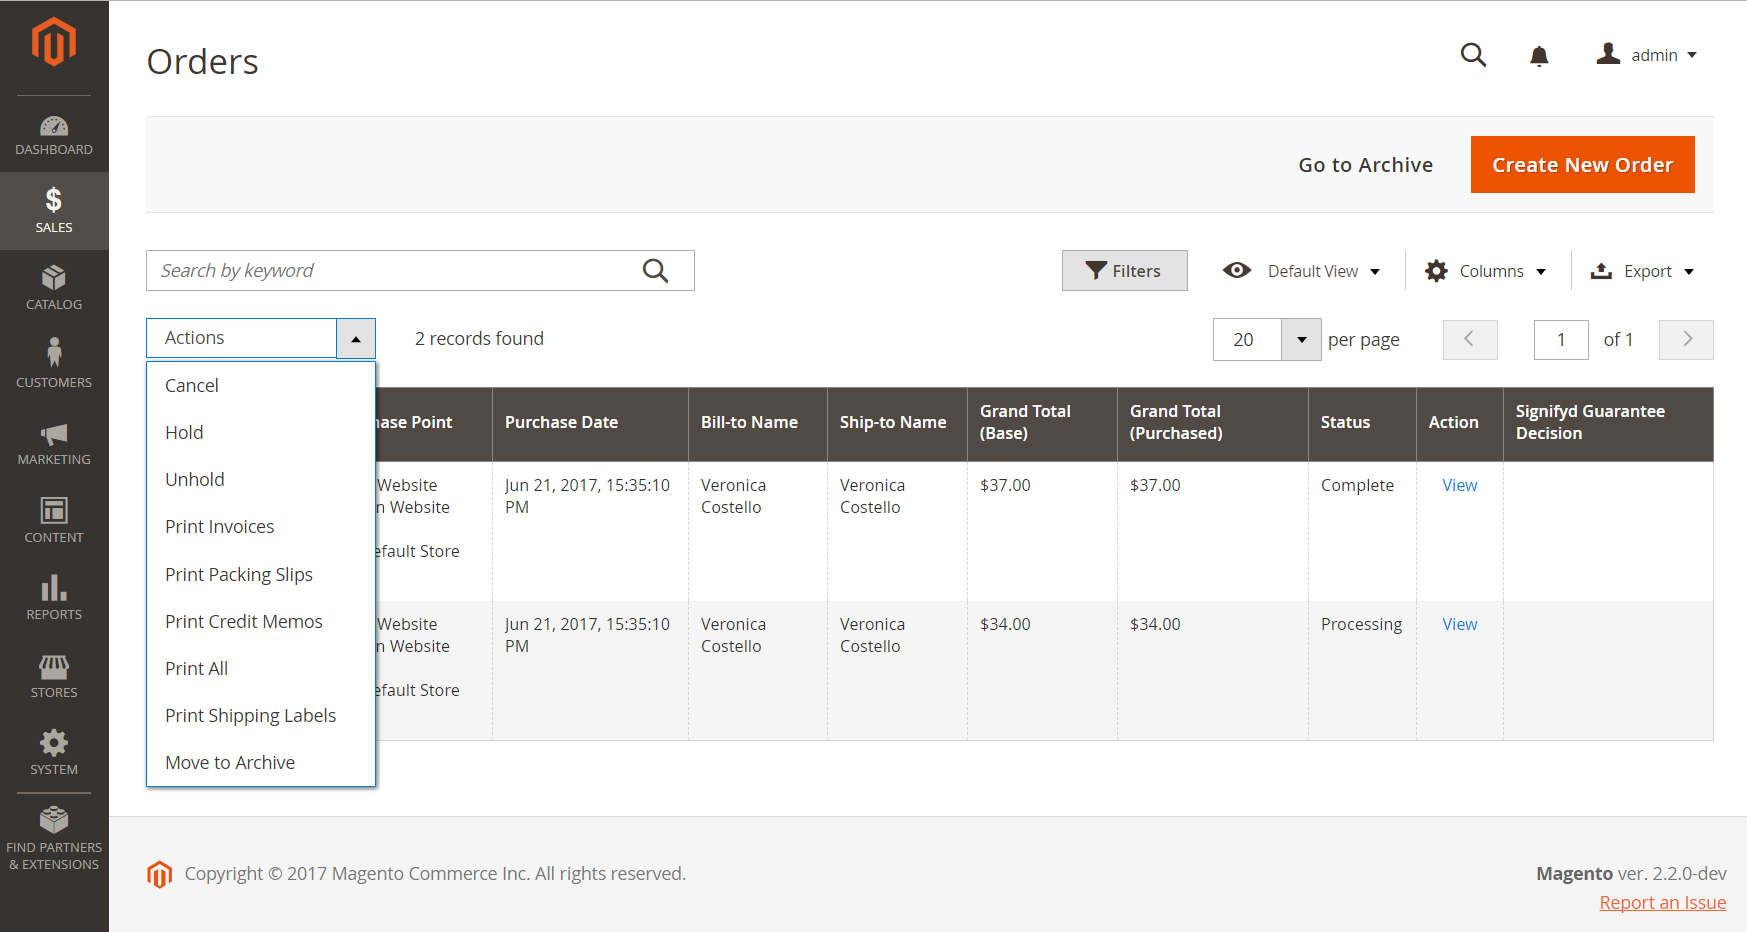 Orders
admin
DASHBOARD
SALES
CATALOG
CUSTOMERS
MARKETING
CONTENT
REPORTS
STORES
SYSTEM
FIND PARTNERS
& EXTENSIONS
Go to Archive
Create New Order
Search by keyword
Filters
Default View
Columns
Export
Actions
2 records found
20
per page
1
of 1
Cancel
Hold
Unhold
Print Invoices
Print Packing Slips
Print Credit Memos
Print All
Print Shipping Labels
Move to Archive
Point
Purchase Date
Bill-to Name
Ship-to Name
Grand Total
(Base)
Grand Total
(Purchased)
Status
Action
Signifyd Guarantee
Decision
Website
Website
Store
Jun 21, 2017, 15:35:10
PM
Veronica
Costello
Veronica
Costello
$37.00
$37.00
Complete
View
Website
Website
Store
Jun 21, 2017, 15:35:10
PM
Veronica
Costello
Veronica
Costello
$34.00
$34.00
Processing
View
Copyright © 2017 Magento Commerce Inc. All rights reserved.
Magento ver. 2.2.0-dev
Report an Issue